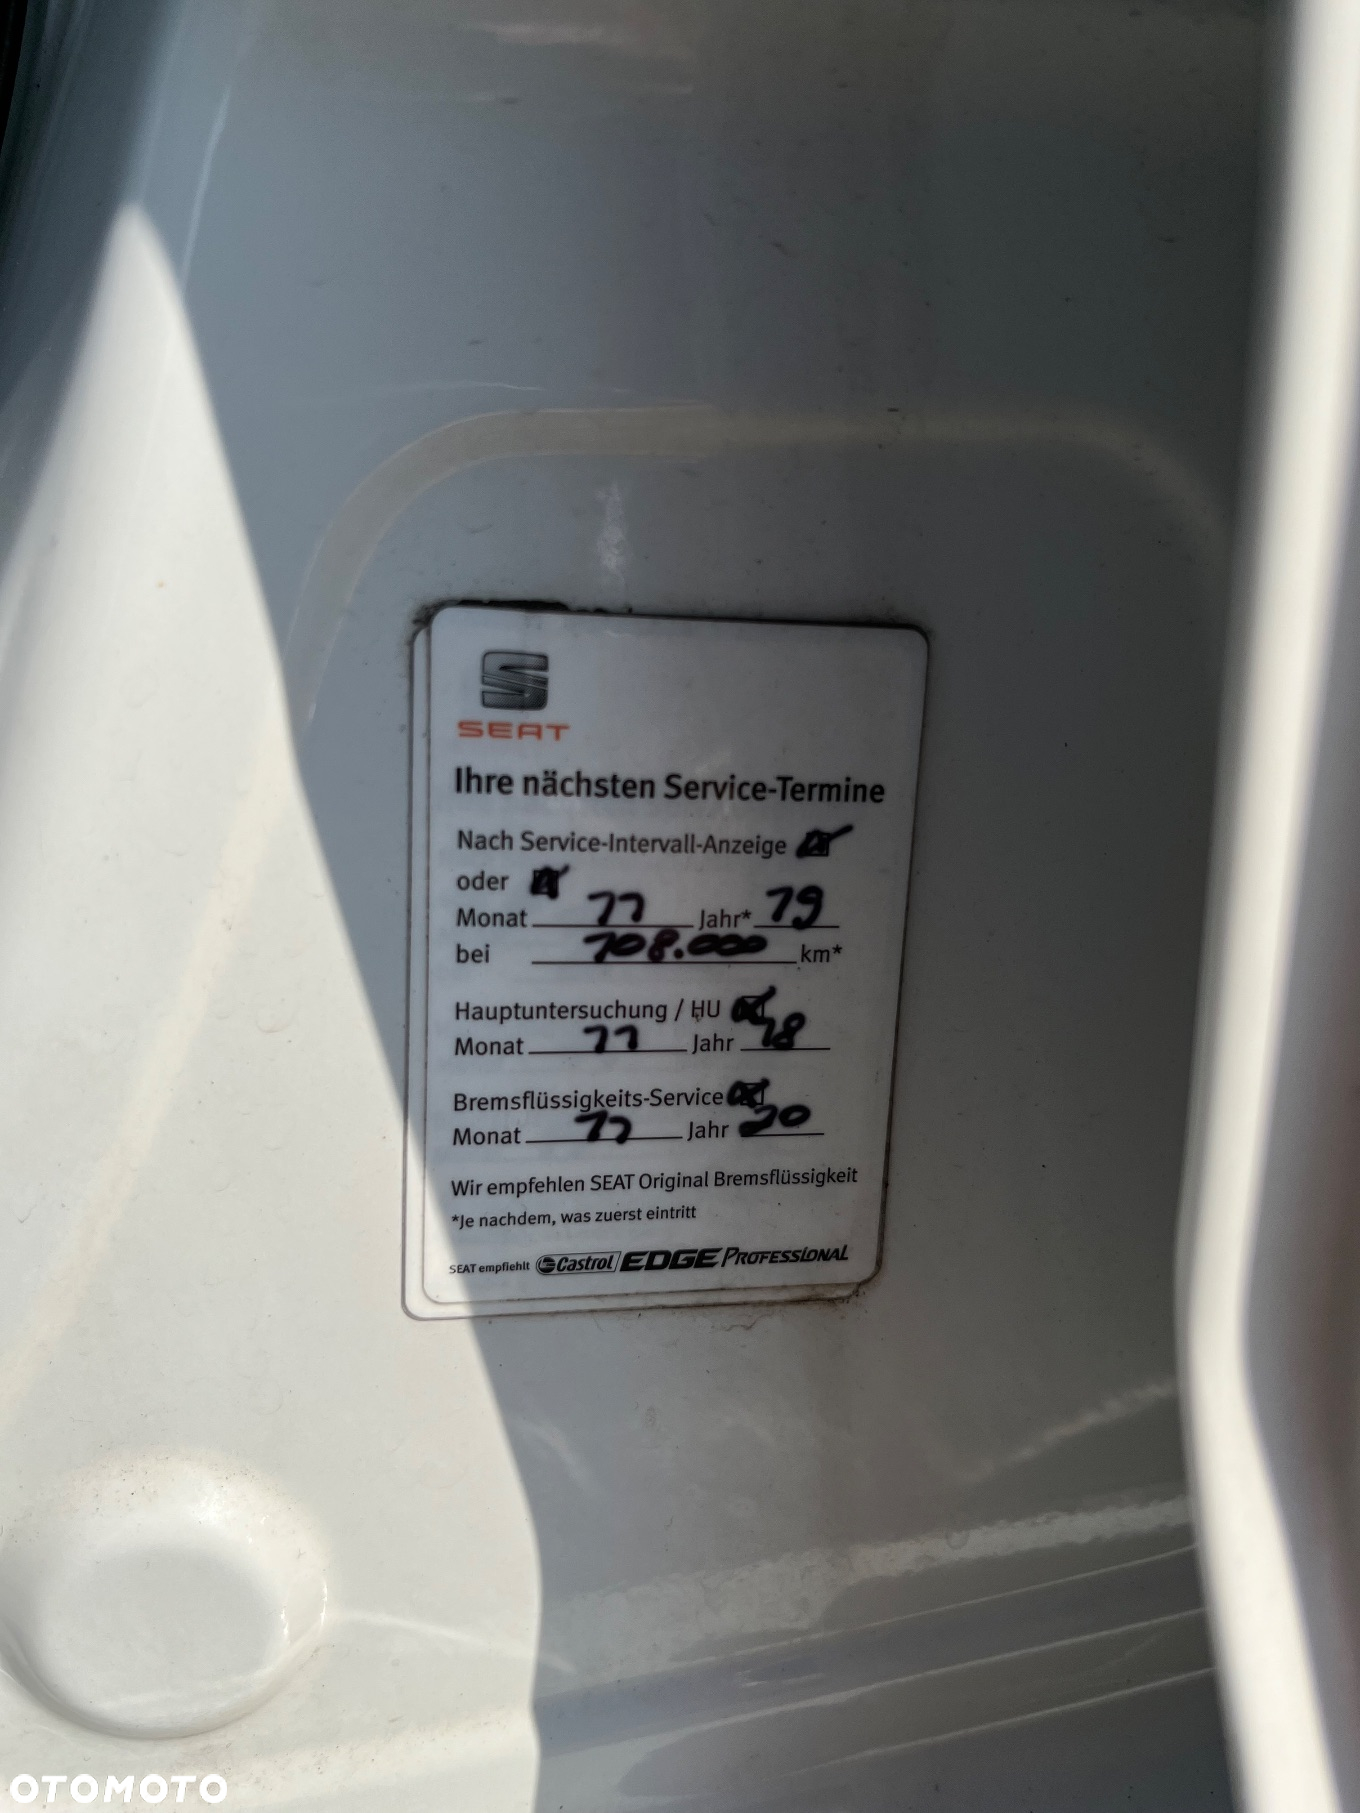 SEAT
Ihre nächsten Service-Termine
Nach Service-Intervall-Anzeige
oder
Monat 11 Jahr* 19
bei 108.000 km*
Hauptuntersuchung / HU
Monat 11 Jahr 18
Bremsflüssigkeits-Service
Monat 11 Jahr 20
Wir empfehlen SEAT Original Bremsflüssigkeit
*Je nachdem, was zuerst eintritt
SEAT empfiehlt Castrol EDGE PROFESSIONAL
OTOMOTO